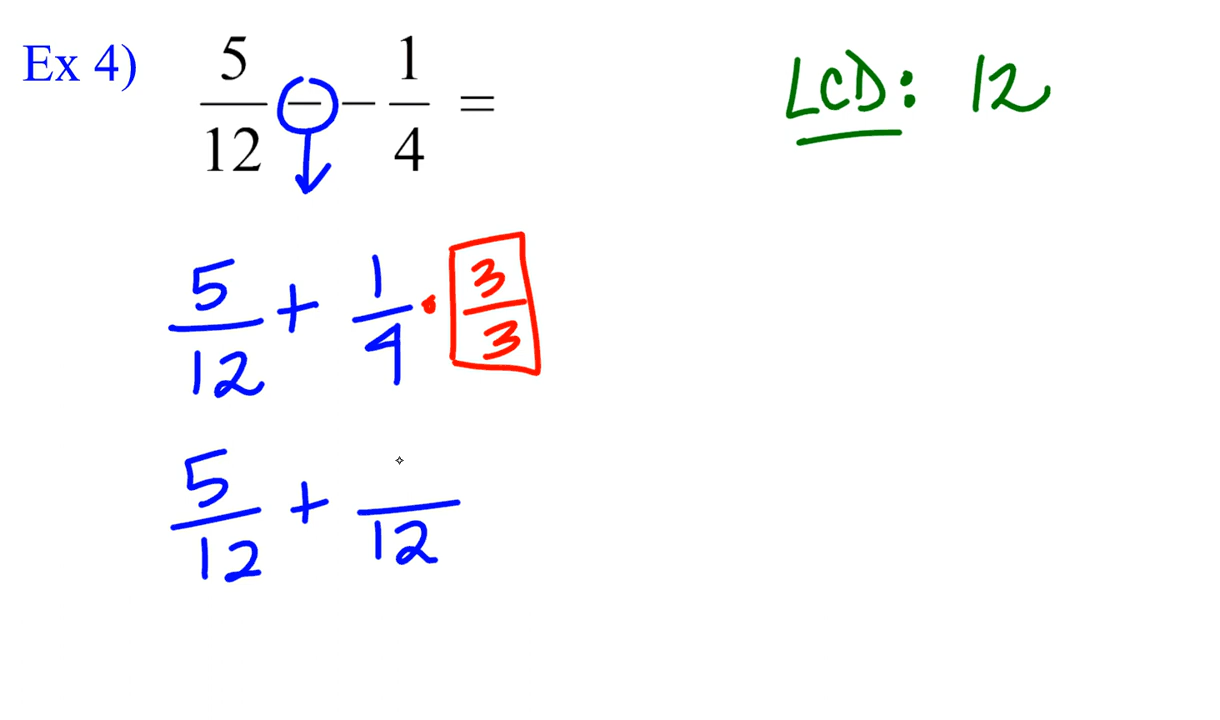 Ex 4) 5/12 − − 1/4 =
LCD: 12
5/12 + 1/4 · 3/3
5/12 + /12